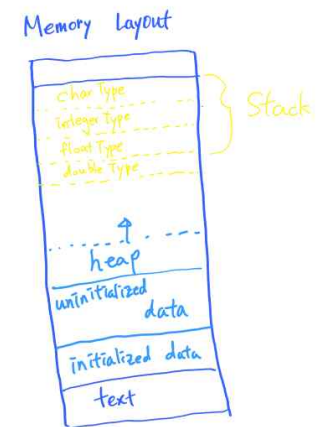 Memory Layout
char Type
integer Type
float Type
double Type
Stack
heap
uninitialized
data
initialized data
text